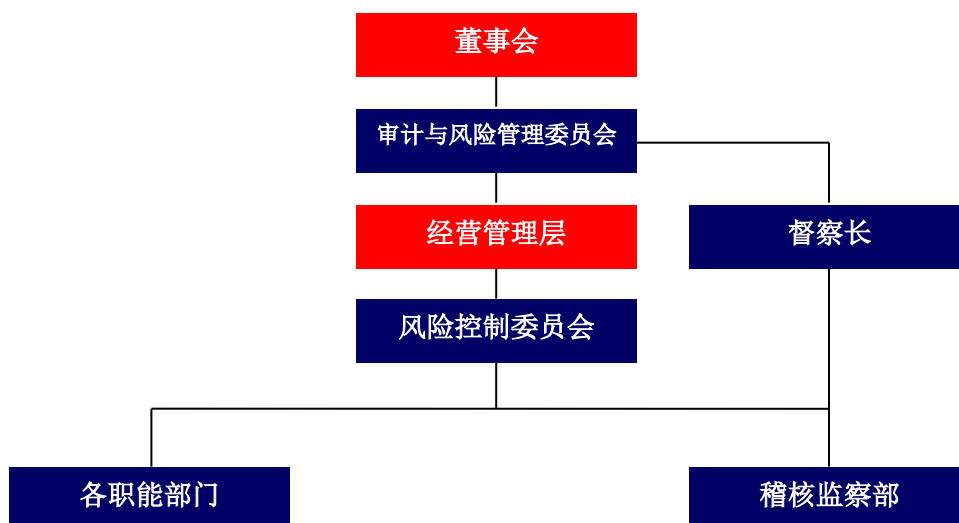 董事会
审计与风险管理委员会
经营管理层
督察长
风险控制委员会
各职能部门
稽核监察部